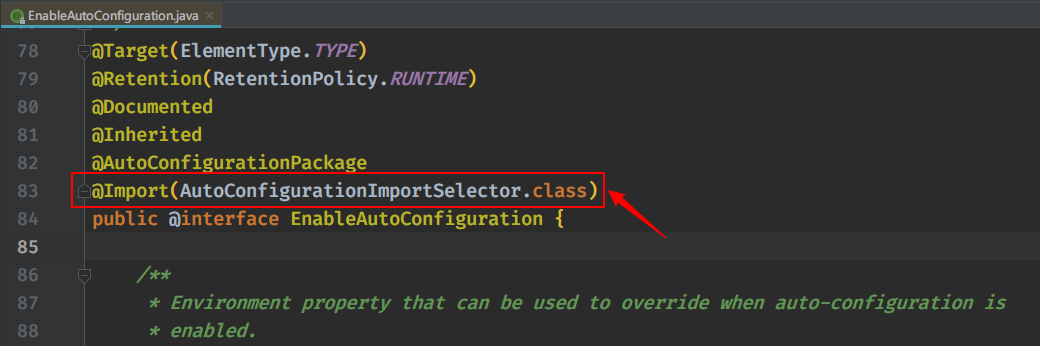 EnableAutoConfiguration.java ×
78 @Target(ElementType.TYPE)
79 @Retention(RetentionPolicy.RUNTIME)
80 @Documented
81 @Inherited
82 @AutoConfigurationPackage
83 @Import(AutoConfigurationImportSelector.class)
84 public @interface EnableAutoConfiguration {
85
86 /**
87 * Environment property that can be used to override when auto-configuration is
88 * enabled.